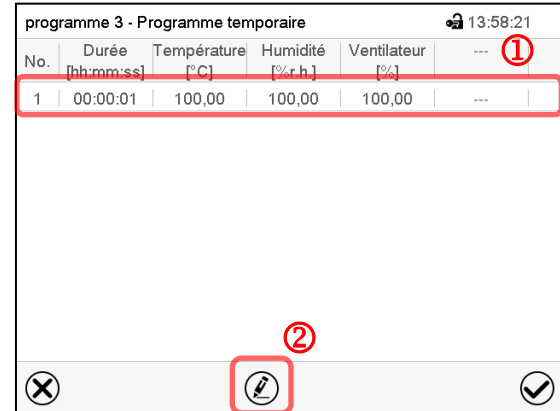 programme 3 - Programme temporaire 13:58:21
No. Durée [hh:mm:ss] Température [°C] Humidité [%r.h.] Ventilateur [%] ---
①
1 00:00:01 100,00 100,00 100,00 ---
②